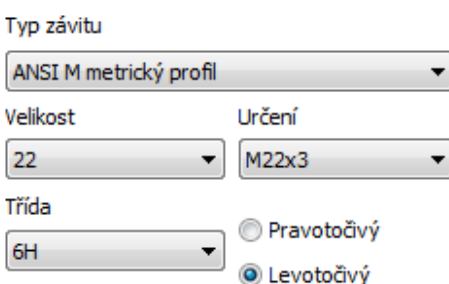 Typ závitu
ANSI M metrický profil
Velikost
Určení
22
M22x3
Třída
6H
Pravotočivý
Levotočivý